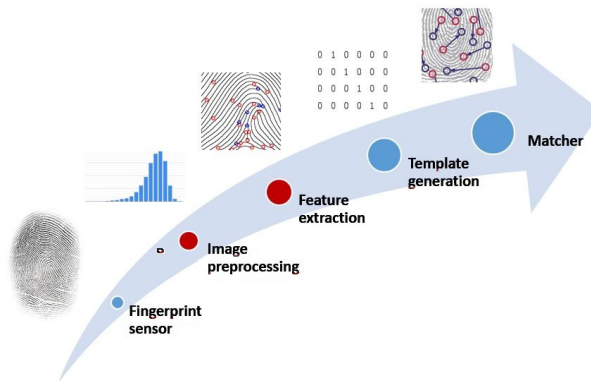 0 1 0 0 0 0
0 0 1 0 0 0
0 0 0 1 0 0
0 0 0 0 1 0
Matcher
Template
generation
Feature
extraction
Image
preprocessing
Fingerprint
sensor